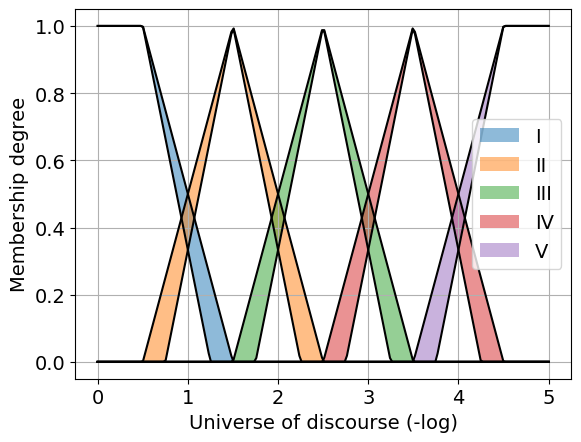 1.0
0.8
0.6
0.4
0.2
0.0
Membership degree
I
II
III
IV
V
0 1 2 3 4 5
Universe of discourse (-log)